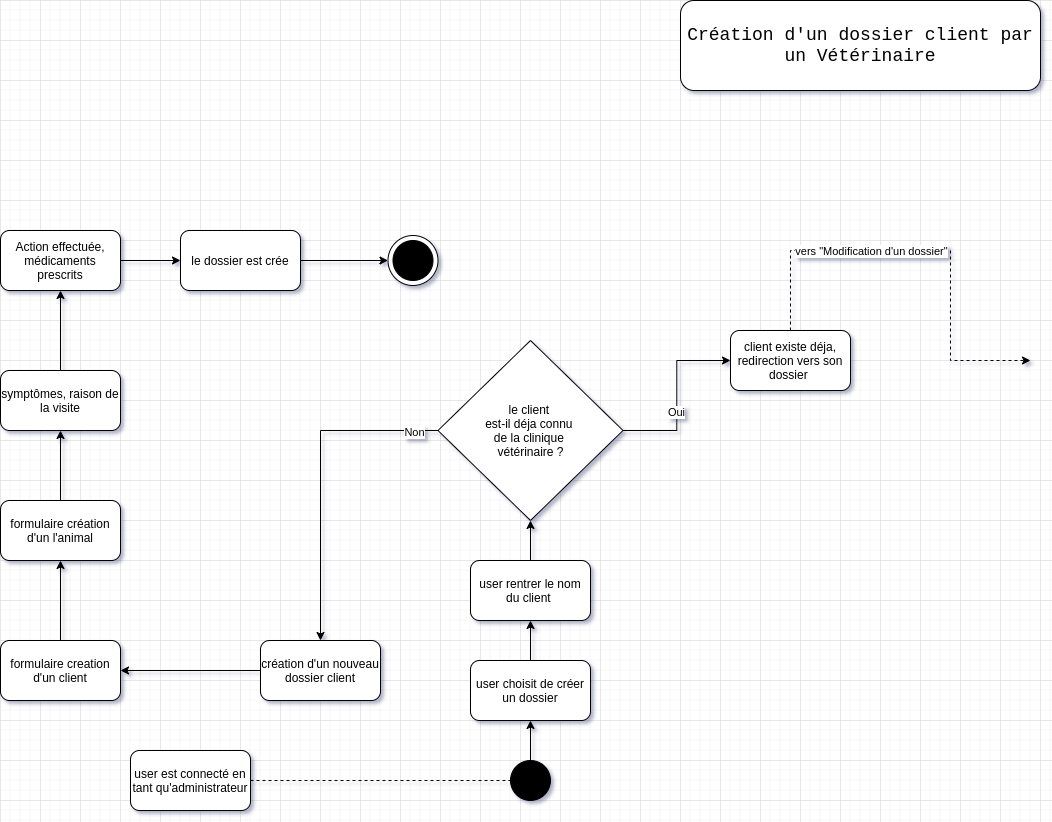 Création d'un dossier client par
un Vétérinaire
Action effectuée,
médicaments
prescrits
le dossier est crée
vers "Modification d'un dossier"
client existe déja,
redirection vers son
dossier
symptômes, raison de
la visite
le client
est-il déja connu
de la clinique
vétérinaire ?
Oui
Non
formulaire création
d'un l'animal
user rentrer le nom
du client
formulaire creation
d'un client
création d'un nouveau
dossier client
user choisit de créer
un dossier
user est connecté en
tant qu'administrateur